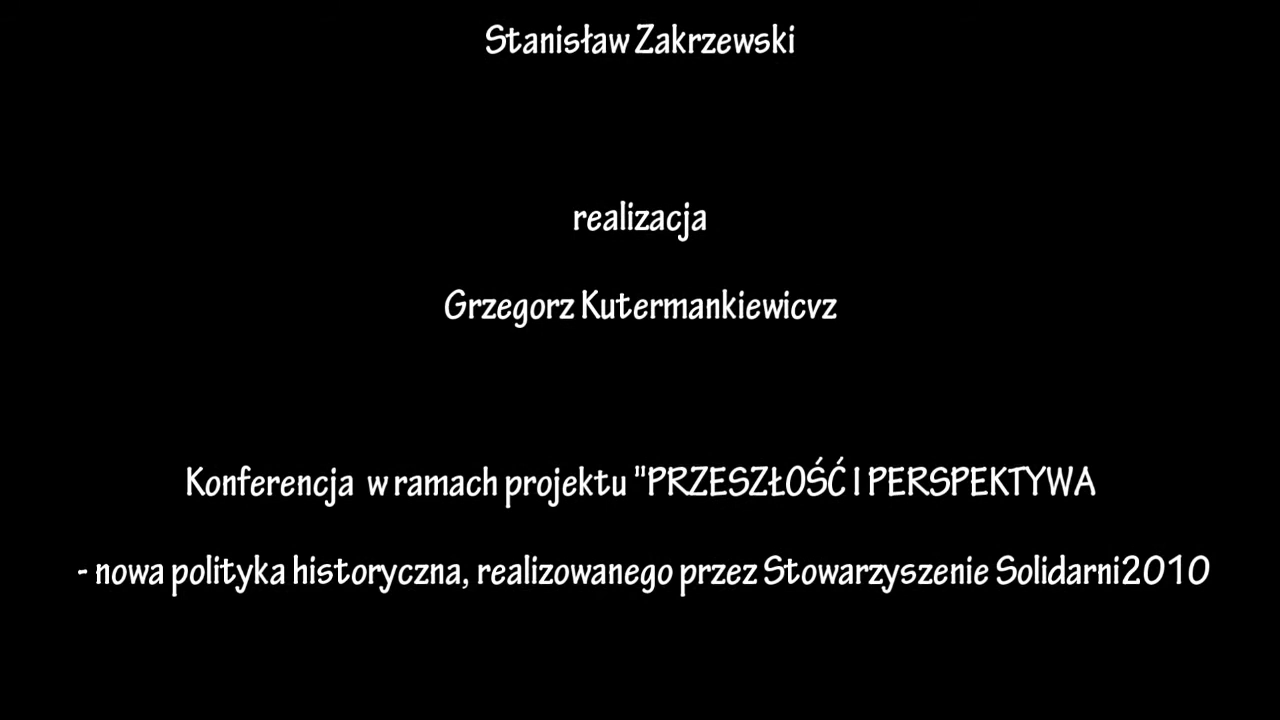 Stanisław Zakrzewski
realizacja
Grzegorz Kutermankiewicvz
Konferencja w ramach projektu "PRZESZŁOŚĆ I PERSPEKTYWA
- nowa polityka historyczna, realizowanego przez Stowarzyszenie Solidarni2010